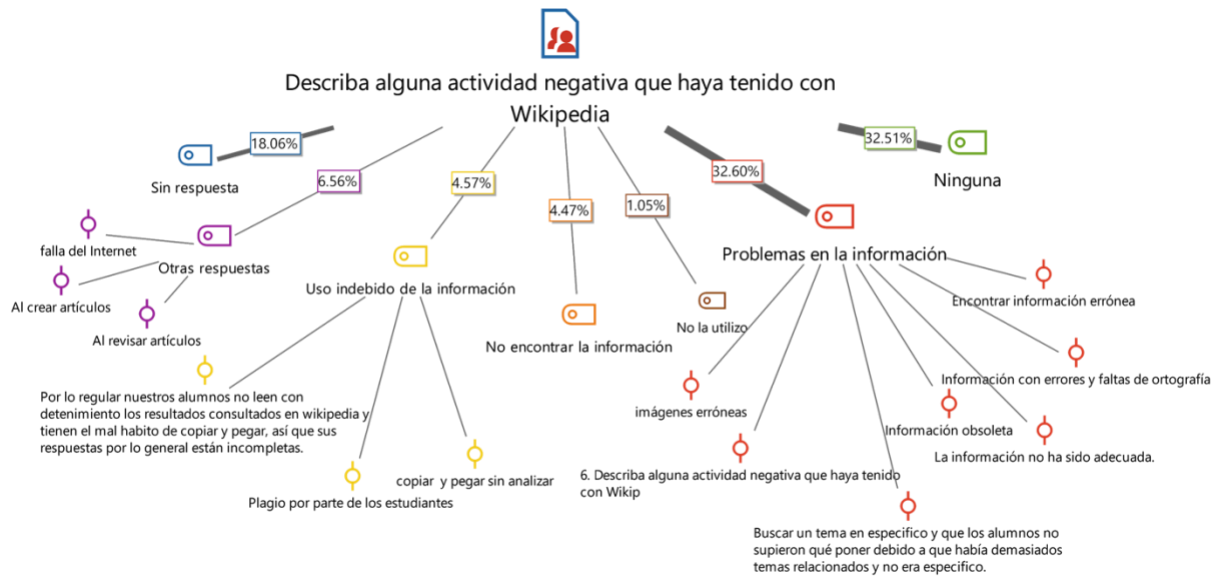 Describa alguna actividad negativa que haya tenido con
Wikipedia
18.06%
6.56%
4.57%
4.47%
1.05%
32.60%
32.51%
Sin respuesta
Otras respuestas
falla del Internet
Al crear artículos
Al revisar artículos
Uso indebido de la información
Por lo regular nuestros alumnos no leen con
detenimiento los resultados consultados en wikipedia y
tienen el mal habito de copiar y pegar, así que sus
respuestas por lo general están incompletas.
Plagio por parte de los estudiantes
copiar y pegar sin analizar
No encontrar la información
No la utilizo
Problemas en la información
imágenes erróneas
6. Describa alguna actividad negativa que haya tenido
con Wikip
Buscar un tema en especifico y que los alumnos no
supieron qué poner debido a que había demasiados
temas relacionados y no era especifico.
Información obsoleta
La información no ha sido adecuada.
Información con errores y faltas de ortografía
Encontrar información errónea
Ninguna